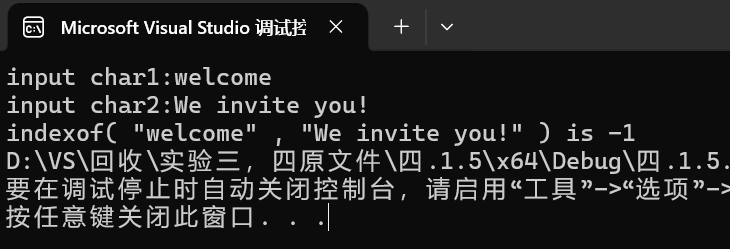 Microsoft Visual Studio 调试控
input char1:welcome
input char2:We invite you!
indexof( "welcome" , "We invite you!" ) is -1
D:\VS\回收\实验三，四原文件\四.1.5\x64\Debug\四.1.5.
要在调试停止时自动关闭控制台，请启用“工具”->“选项”->
按任意键关闭此窗口. . .